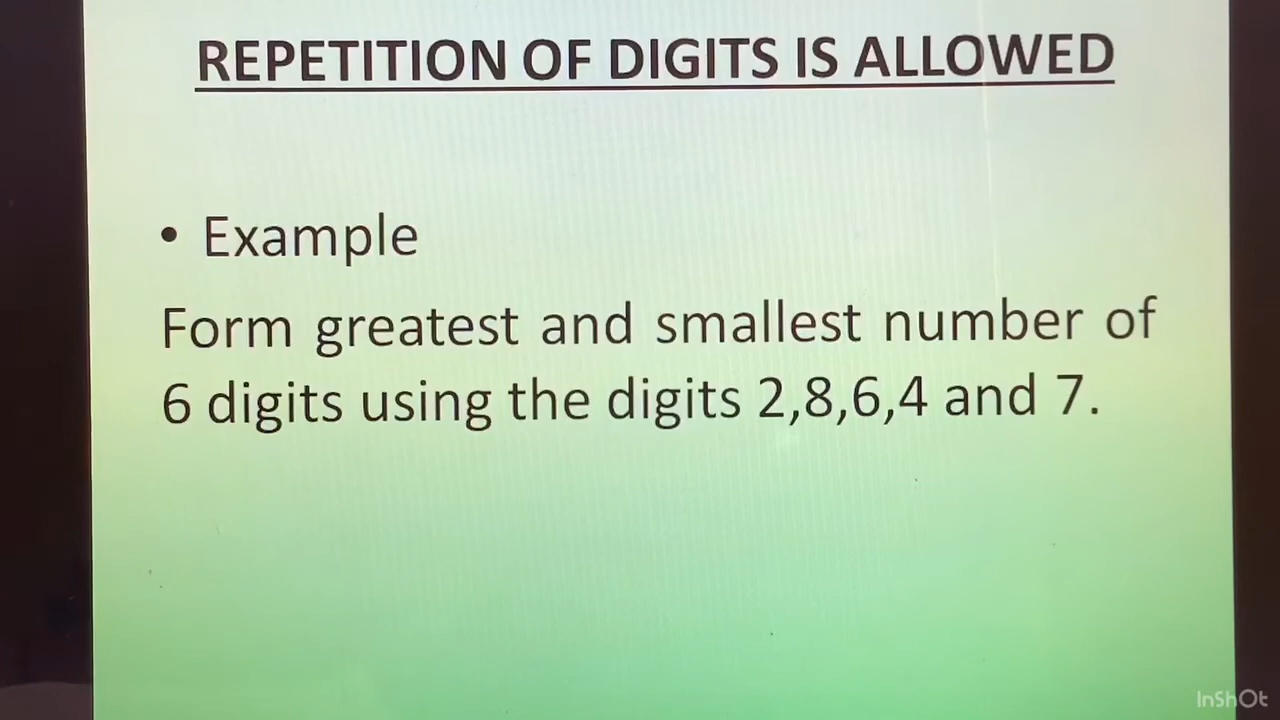 REPETITION OF DIGITS IS ALLOWED
• Example
Form greatest and smallest number of
6 digits using the digits 2,8,6,4 and 7.
InShOt